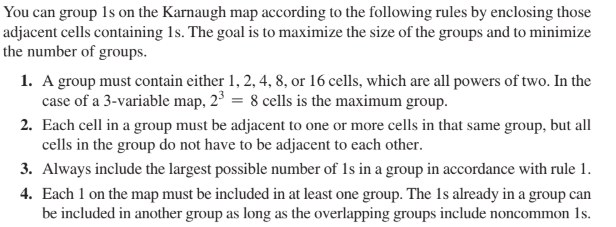 You can group 1s on the Karnaugh map according to the following rules by enclosing those
adjacent cells containing 1s. The goal is to maximize the size of the groups and to minimize
the number of groups.
1. A group must contain either 1, 2, 4, 8, or 16 cells, which are all powers of two. In the
case of a 3-variable map, 2³ = 8 cells is the maximum group.
2. Each cell in a group must be adjacent to one or more cells in that same group, but all
cells in the group do not have to be adjacent to each other.
3. Always include the largest possible number of 1s in a group in accordance with rule 1.
4. Each 1 on the map must be included in at least one group. The 1s already in a group can
be included in another group as long as the overlapping groups include noncommon 1s.